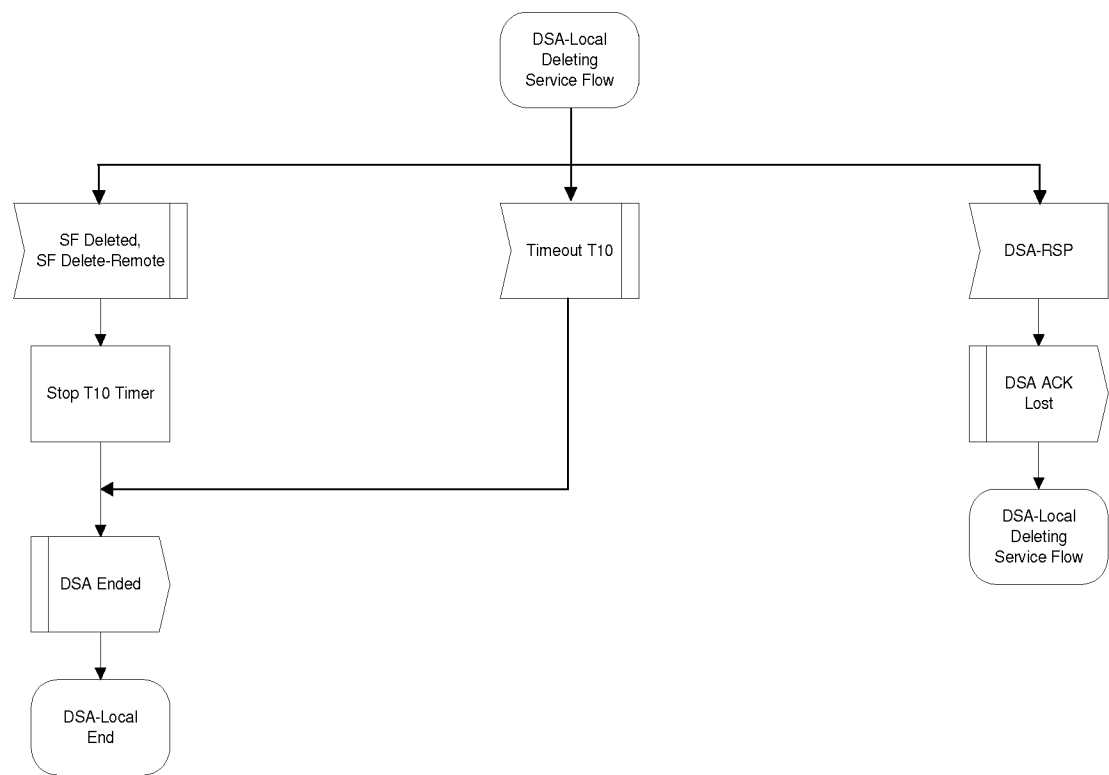 DSA-Local
Deleting
Service Flow
SF Deleted,
SF Delete-Remote
Timeout T10
DSA-RSP
Stop T10 Timer
DSA ACK
Lost
DSA-Local
Deleting
Service Flow
DSA Ended
DSA-Local
End